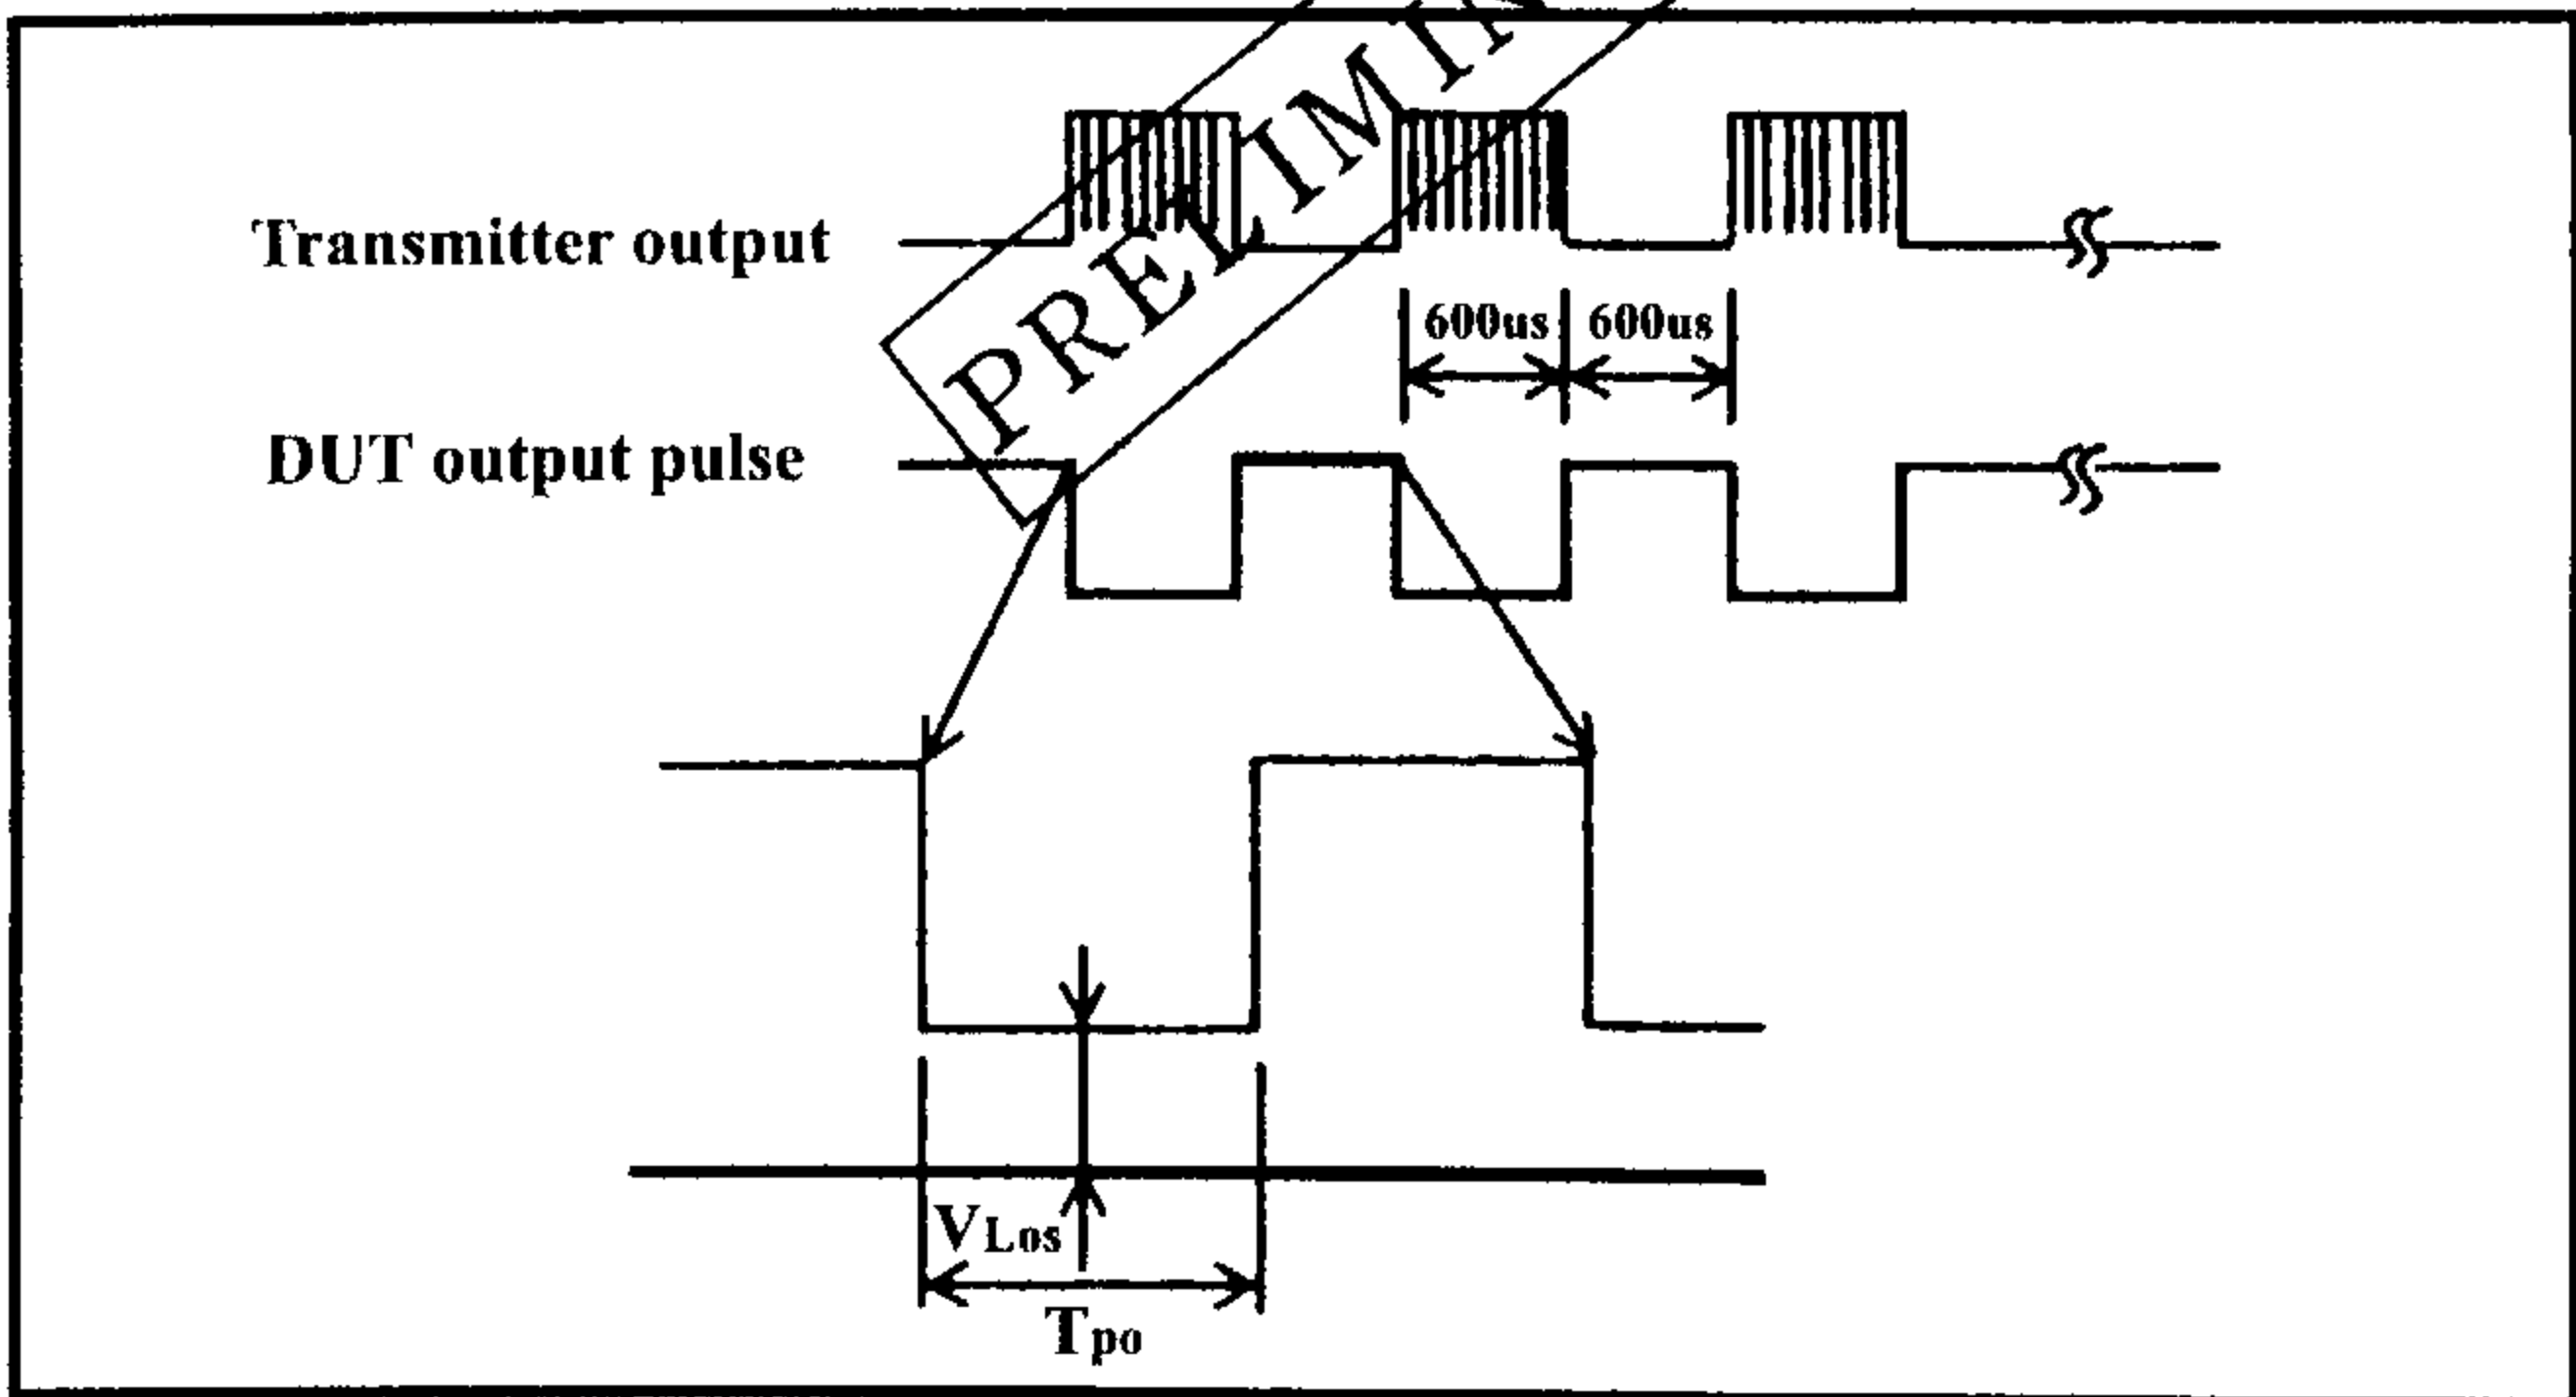 PRELIMIN
Transmitter output
600us 600us
DUT output pulse
VLos
Tpo